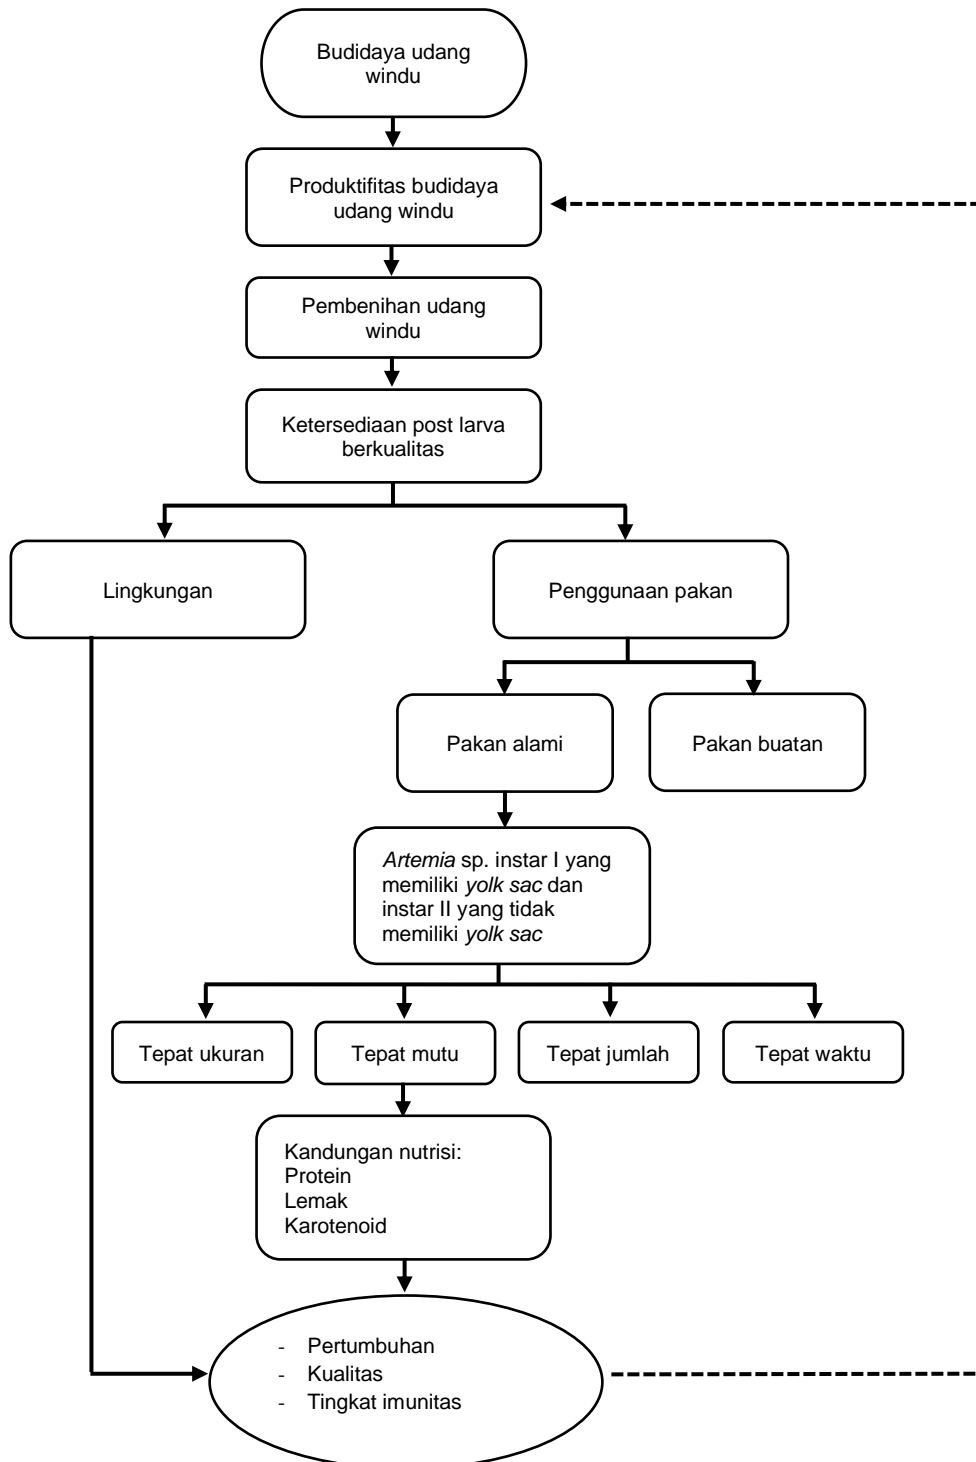 Budidaya udang
windu
Produktifitas budidaya
udang windu
Pembenihan udang
windu
Ketersediaan post larva
berkualitas
Lingkungan
Penggunaan pakan
Pakan alami
Pakan buatan
Artemia sp. instar I yang
memiliki yolk sac dan
instar II yang tidak
memiliki yolk sac
Tepat ukuran
Tepat mutu
Tepat jumlah
Tepat waktu
Kandungan nutrisi:
Protein
Lemak
Karotenoid
- Pertumbuhan
- Kualitas
- Tingkat imunitas